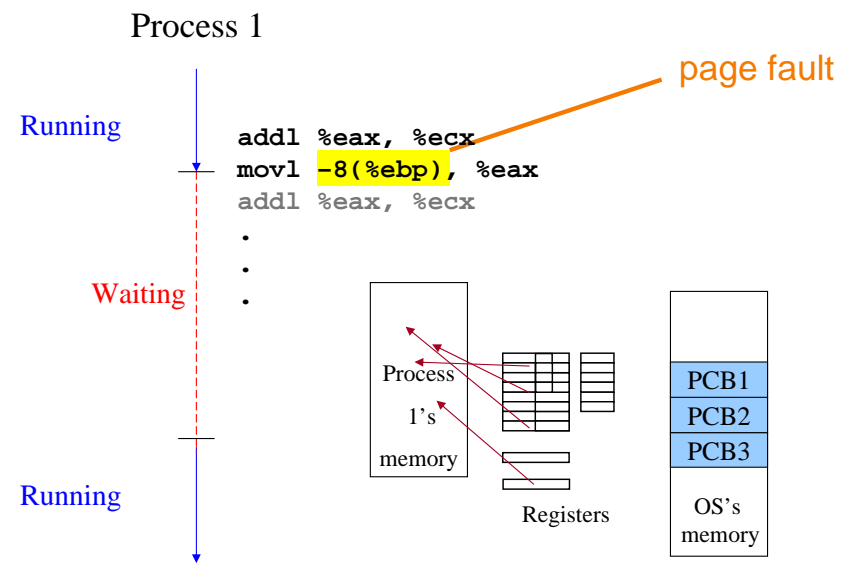 Process 1
page fault
Running
addl %eax, %ecx
movl -8(%ebp), %eax
addl %eax, %ecx
.
.
.
Waiting
Process
1's
memory
PCB1
PCB2
PCB3
Running
Registers
OS's
memory